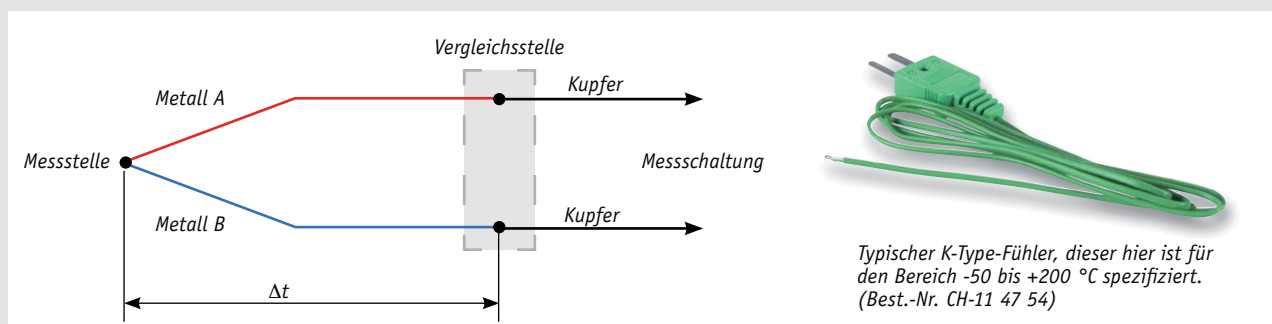 Vergleichsstelle
Metall A
Kupfer
Messstelle
Messschaltung
Metall B
Kupfer
Δt
Typischer K-Type-Fühler, dieser hier ist für
den Bereich -50 bis +200 °C spezifiziert.
(Best.-Nr. CH-11 47 54)